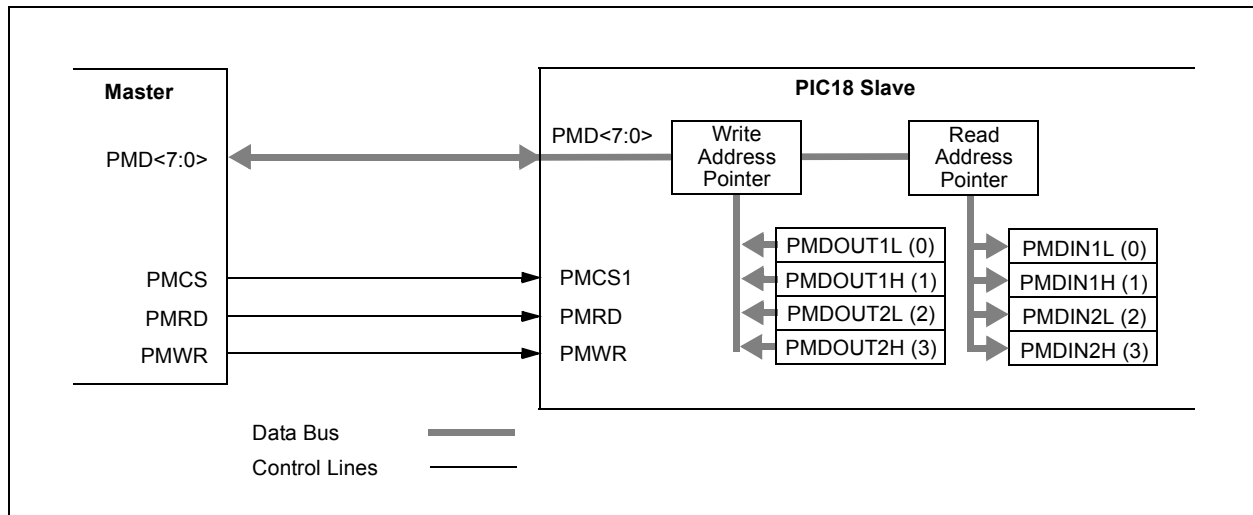 Master
PIC18 Slave
PMD<7:0>
PMD<7:0>
Write
Address
Pointer
Read
Address
Pointer
PMDOUT1L (0)
PMDOUT1H (1)
PMDOUT2L (2)
PMDOUT2H (3)
PMDIN1L (0)
PMDIN1H (1)
PMDIN2L (2)
PMDIN2H (3)
PMCS
PMCS1
PMRD
PMRD
PMWR
PMWR
Data Bus
Control Lines